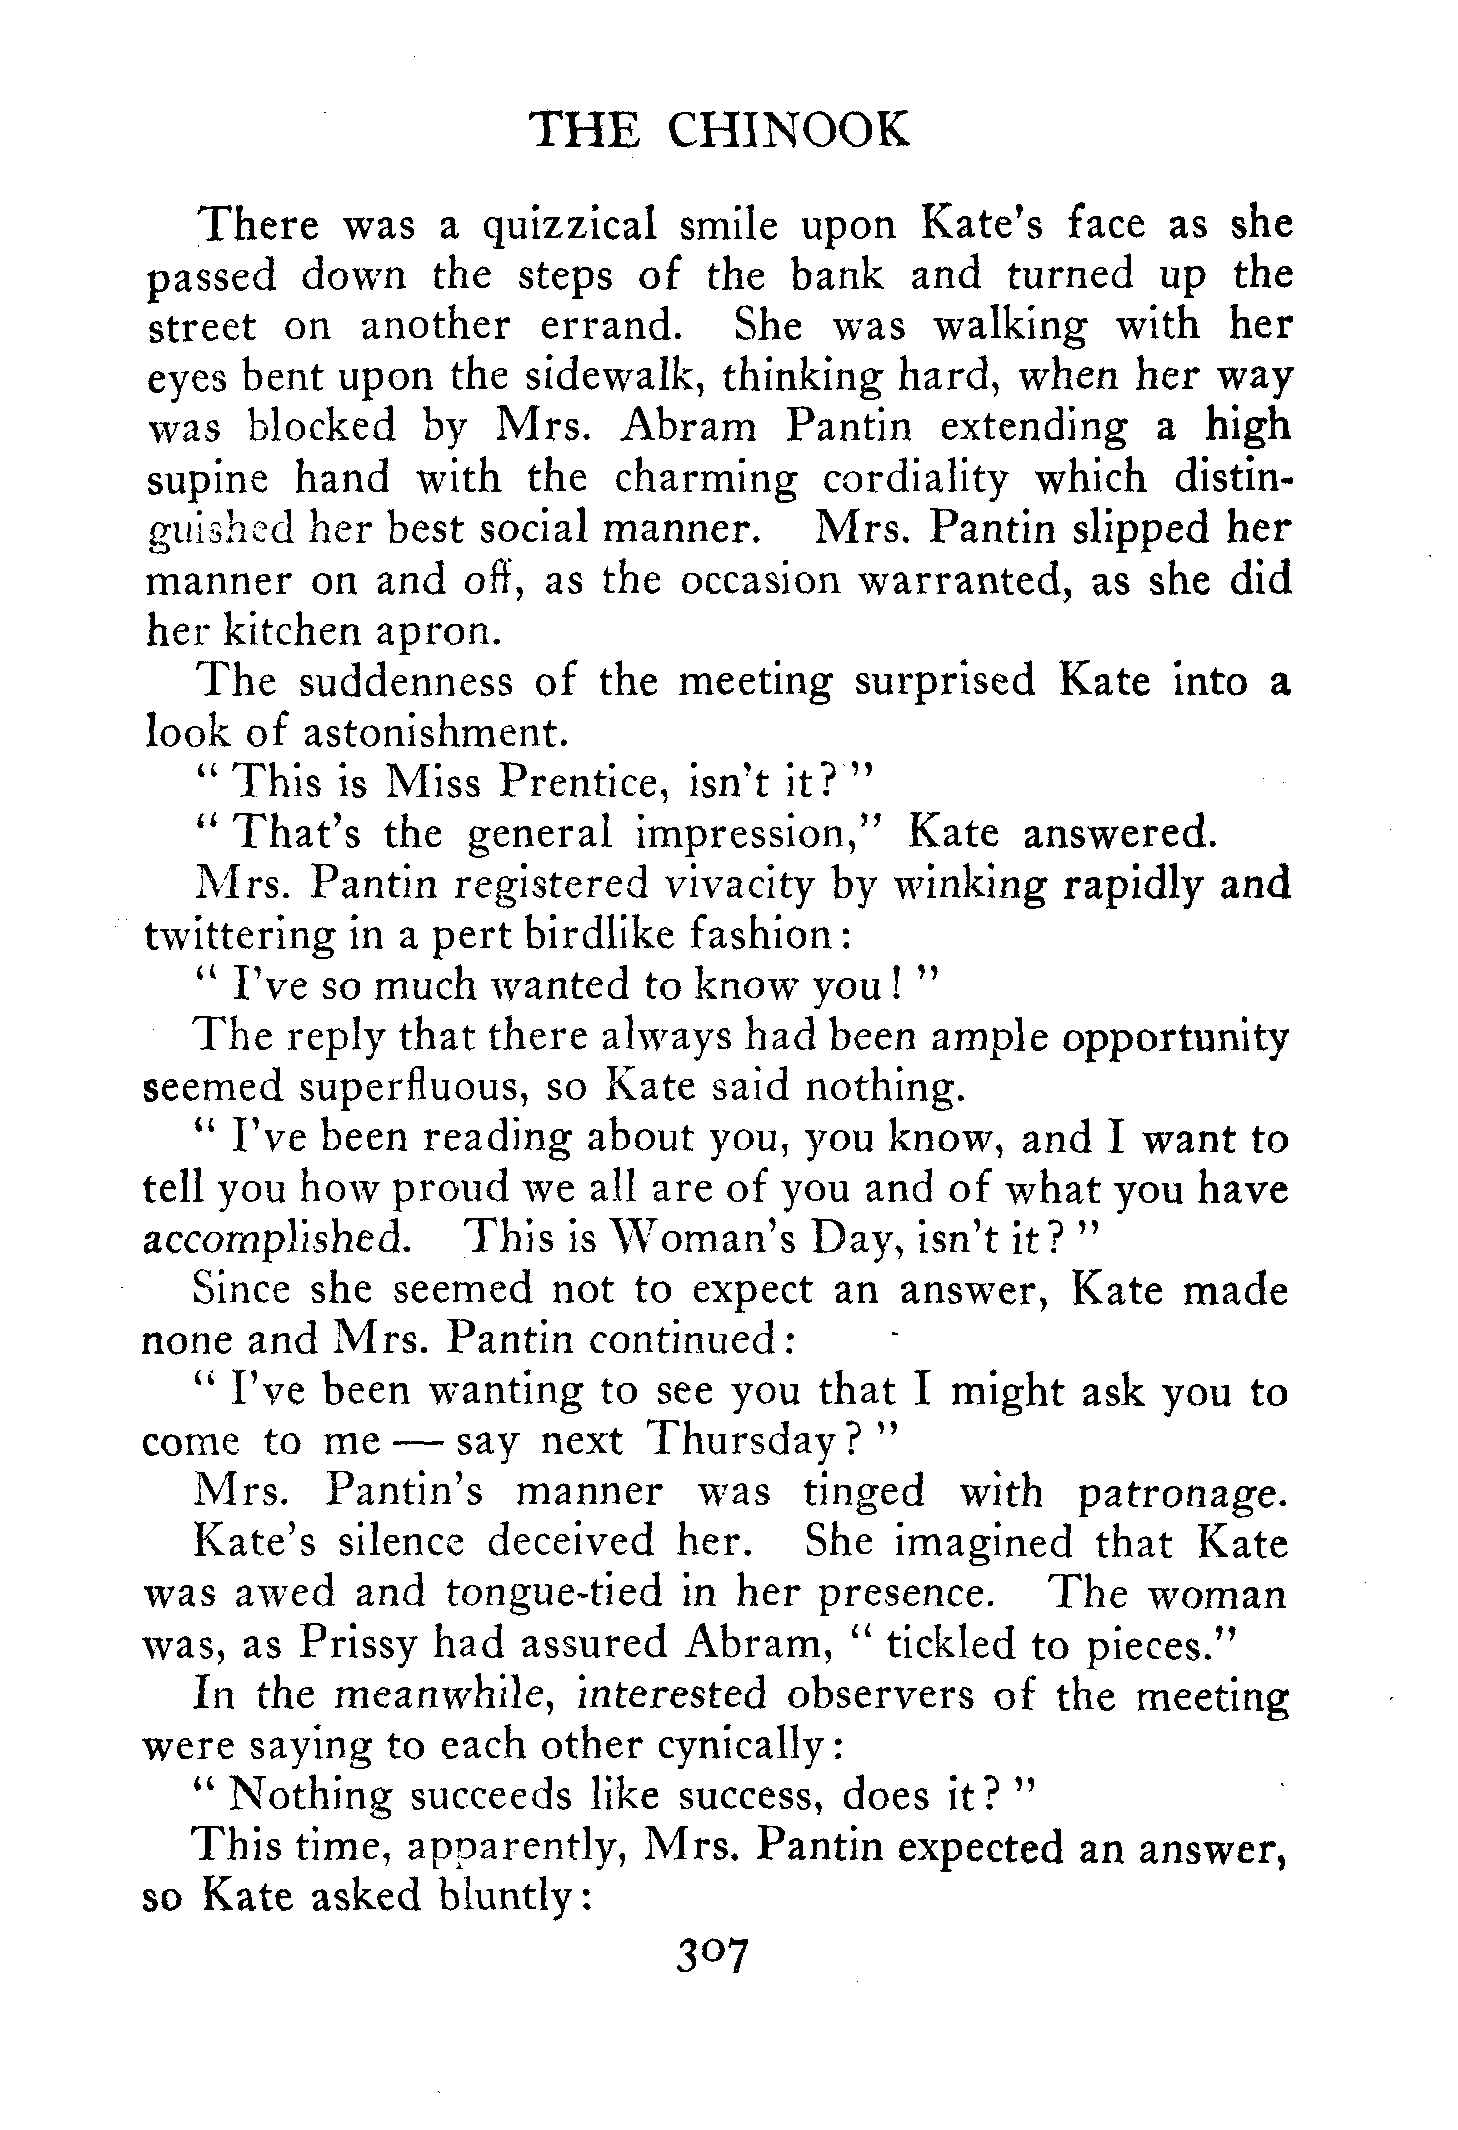 THE CHINOOK
There was a quizzical smile upon Kate's face as she
passed down the steps of the bank and turned up the
street on another errand. She was walking with her
eyes bent upon the sidewalk, thinking hard, when her way
was blocked by Mrs. Abram Pantin extending a high
supine hand with the charming cordiality which distin-
guished her best social manner. Mrs. Pantin slipped her
manner on and off, as the occasion warranted, as she did
her kitchen apron.
The suddenness of the meeting surprised Kate into a
look of astonishment.
" This is Miss Prentice, isn't it? "
" That's the general impression," Kate answered.
Mrs. Pantin registered vivacity by winking rapidly and
twittering in a pert birdlike fashion:
" I've so much wanted to know you! "
The reply that there always had been ample opportunity
seemed superfluous, so Kate said nothing.
" I've been reading about you, you know, and I want to
tell you how proud we all are of you and of what you have
accomplished. This is Woman's Day, isn't it? "
Since she seemed not to expect an answer, Kate made
none and Mrs. Pantin continued:
" I've been wanting to see you that I might ask you to
come to me — say next Thursday? "
Mrs. Pantin's manner was tinged with patronage.
Kate's silence deceived her. She imagined that Kate
was awed and tongue-tied in her presence. The woman
was, as Prissy had assured Abram, " tickled to pieces."
In the meanwhile, interested observers of the meeting
were saying to each other cynically:
" Nothing succeeds like success, does it? "
This time, apparently, Mrs. Pantin expected an answer,
so Kate asked bluntly:
307